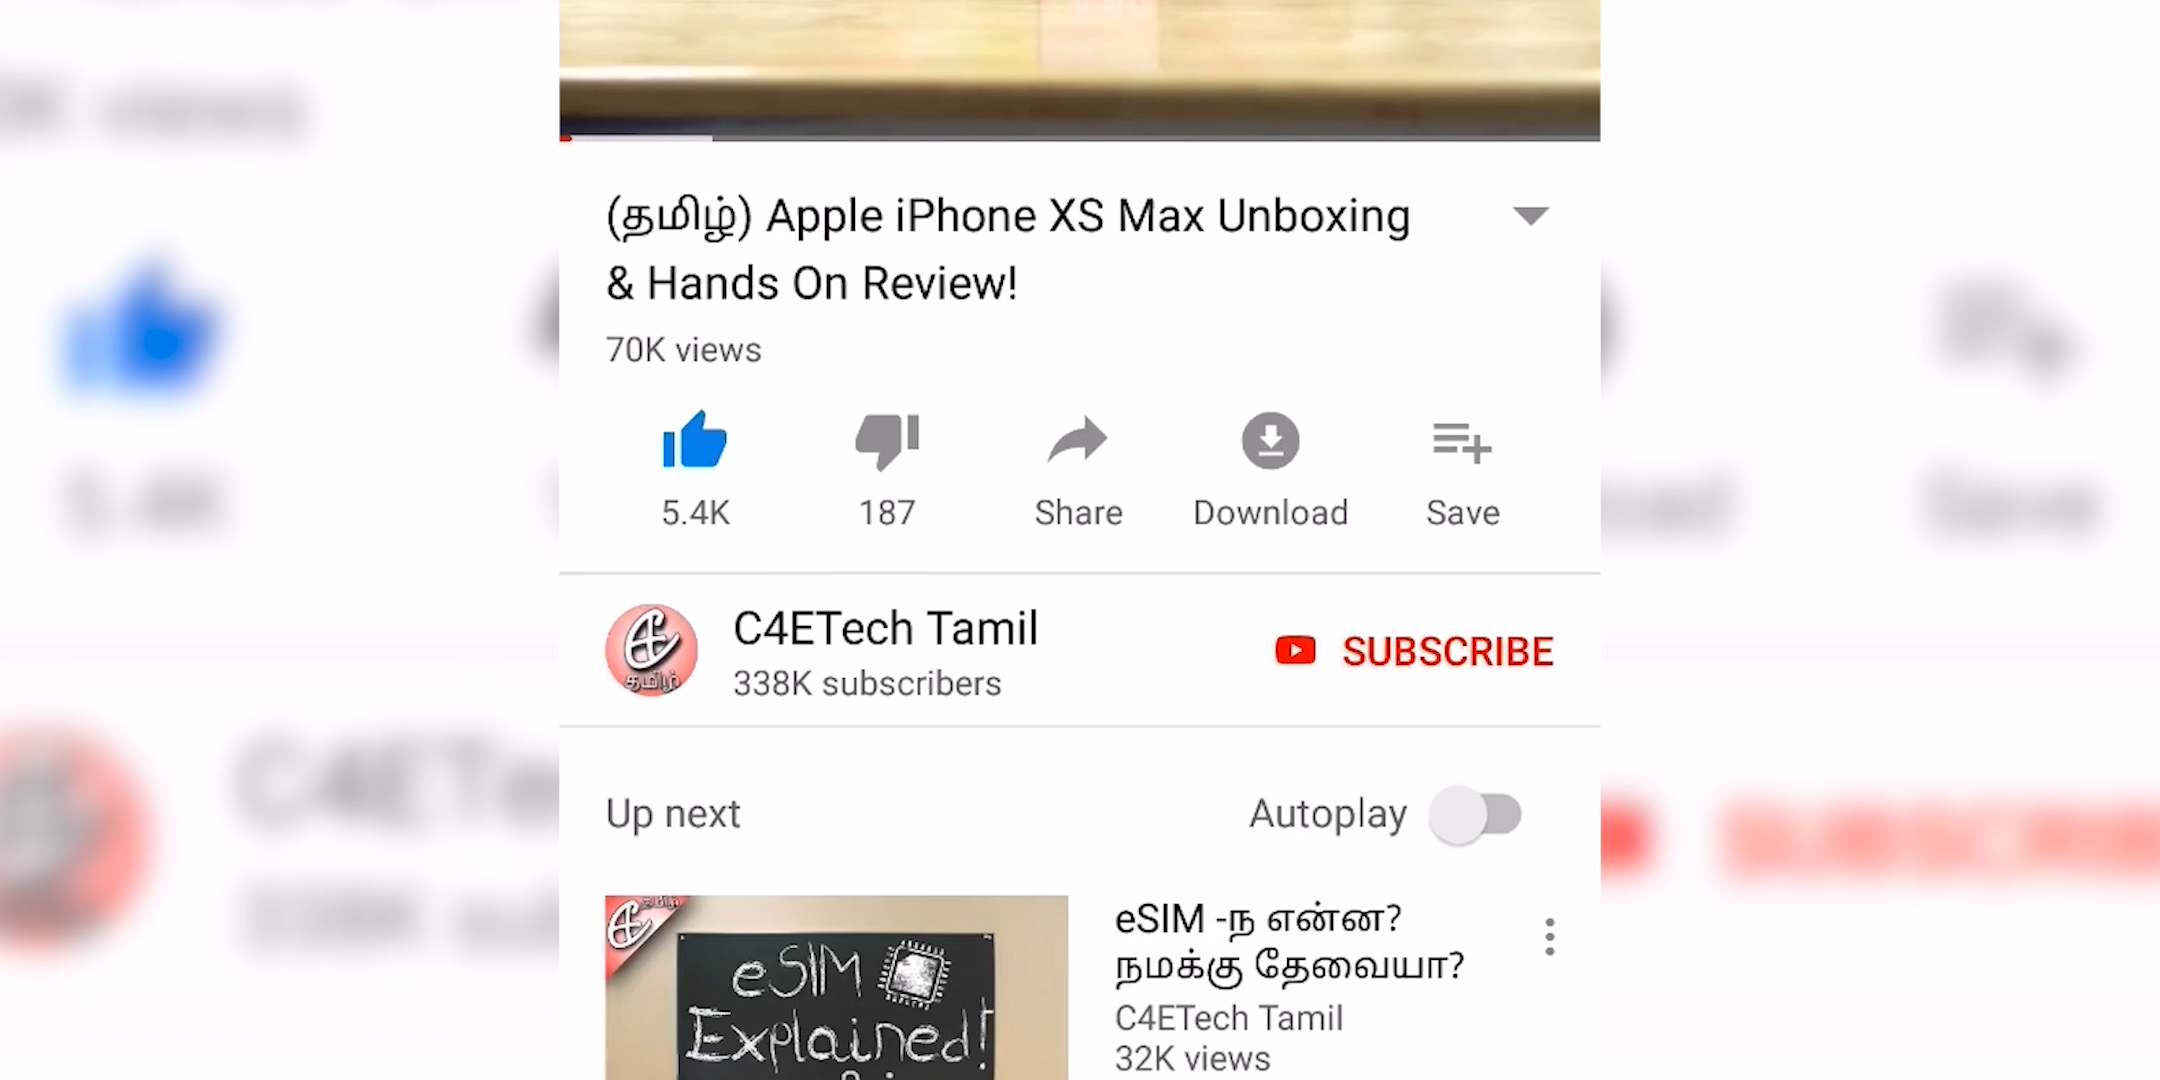 (தமிழ்) Apple iPhone XS Max Unboxing
& Hands On Review!
70K views
5.4K
187
Share
Download
Save
தமிழ்
C4ETech Tamil
338K subscribers
SUBSCRIBE
Up next
Autoplay
eSIM
Explained!
eSIM -ந என்ன?
நமக்கு தேவையா?
C4ETech Tamil
32K views